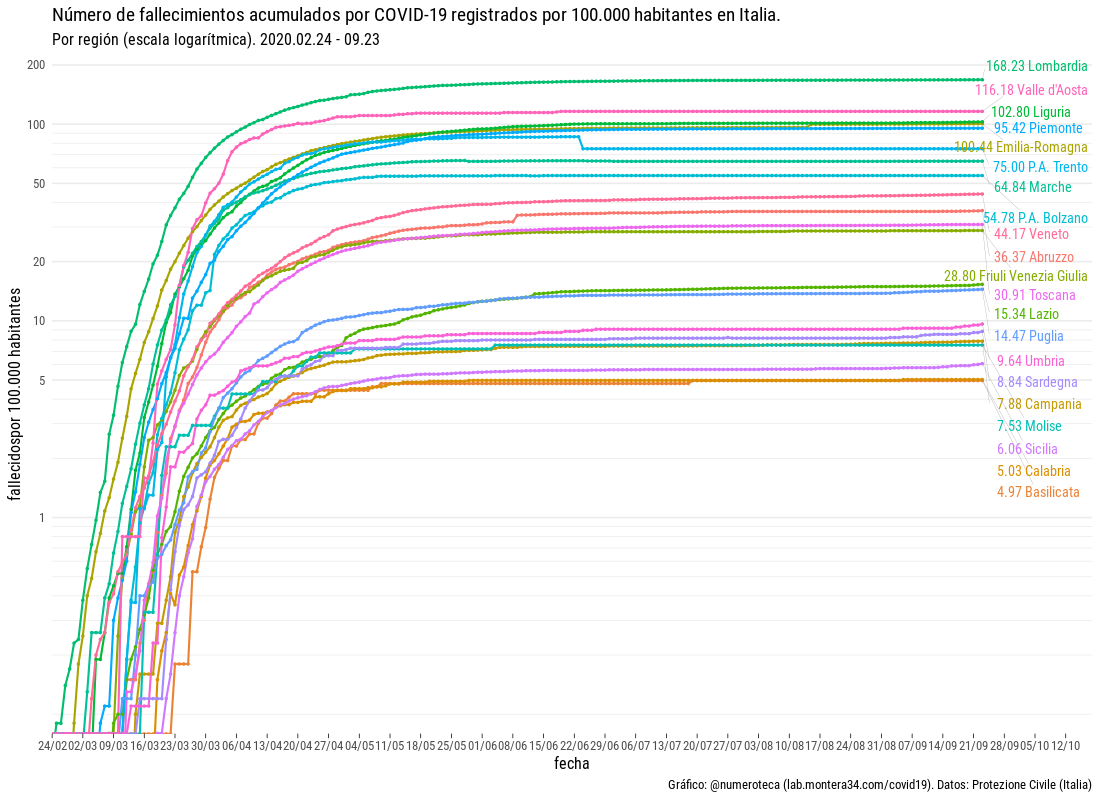 Número de fallecimientos acumulados por COVID-19 registrados por 100.000 habitantes en Italia.
Por región (escala logarítmica). 2020.02.24 - 09.23
fallecidospor 100.000 habitantes
200
100
50
20
10
5
1
168.23 Lombardia
116.18 Valle d'Aosta
102.80 Liguria
95.42 Piemonte
100.44 Emilia-Romagna
75.00 P.A. Trento
64.84 Marche
54.78 P.A. Bolzano
44.17 Veneto
36.37 Abruzzo
28.80 Friuli Venezia Giulia
30.91 Toscana
15.34 Lazio
14.47 Puglia
9.64 Umbria
8.84 Sardegna
7.88 Campania
7.53 Molise
6.06 Sicilia
5.03 Calabria
4.97 Basilicata
24/02 02/03 09/03 16/03 23/03 30/03 06/04 13/04 20/04 27/04 04/05 11/05 18/05 25/05 01/06 08/06 15/06 22/06 29/06 06/07 13/07 20/07 27/07 03/08 10/08 17/08 24/08 31/08 07/09 14/09 21/09 28/09 05/10 12/10
fecha
Gráfico: @numeroteca (lab.montera34.com/covid19). Datos: Protezione Civile (Italia)